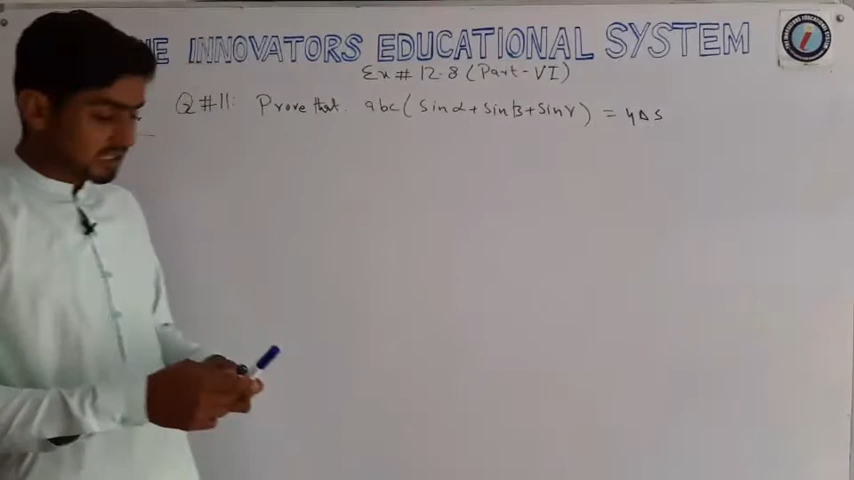 INNOVATORS EDUCATIONAL SYSTEM
Ex # 12.8 (Part-VI)
Q # 11: Prove that. abc(Sinα+Sinβ+Sinγ) = 4Δs